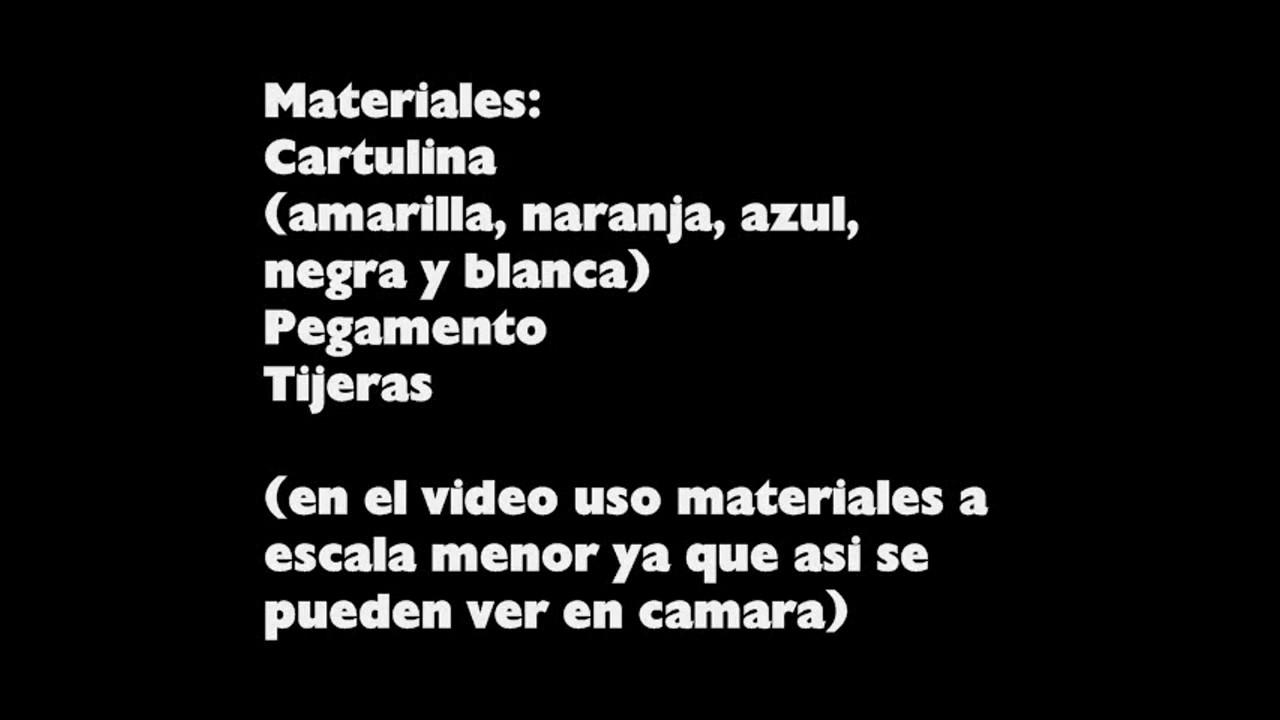 Materiales:
Cartulina
(amarilla, naranja, azul,
negra y blanca)
Pegamento
Tijeras
(en el video uso materiales a
escala menor ya que asi se
pueden ver en camara)